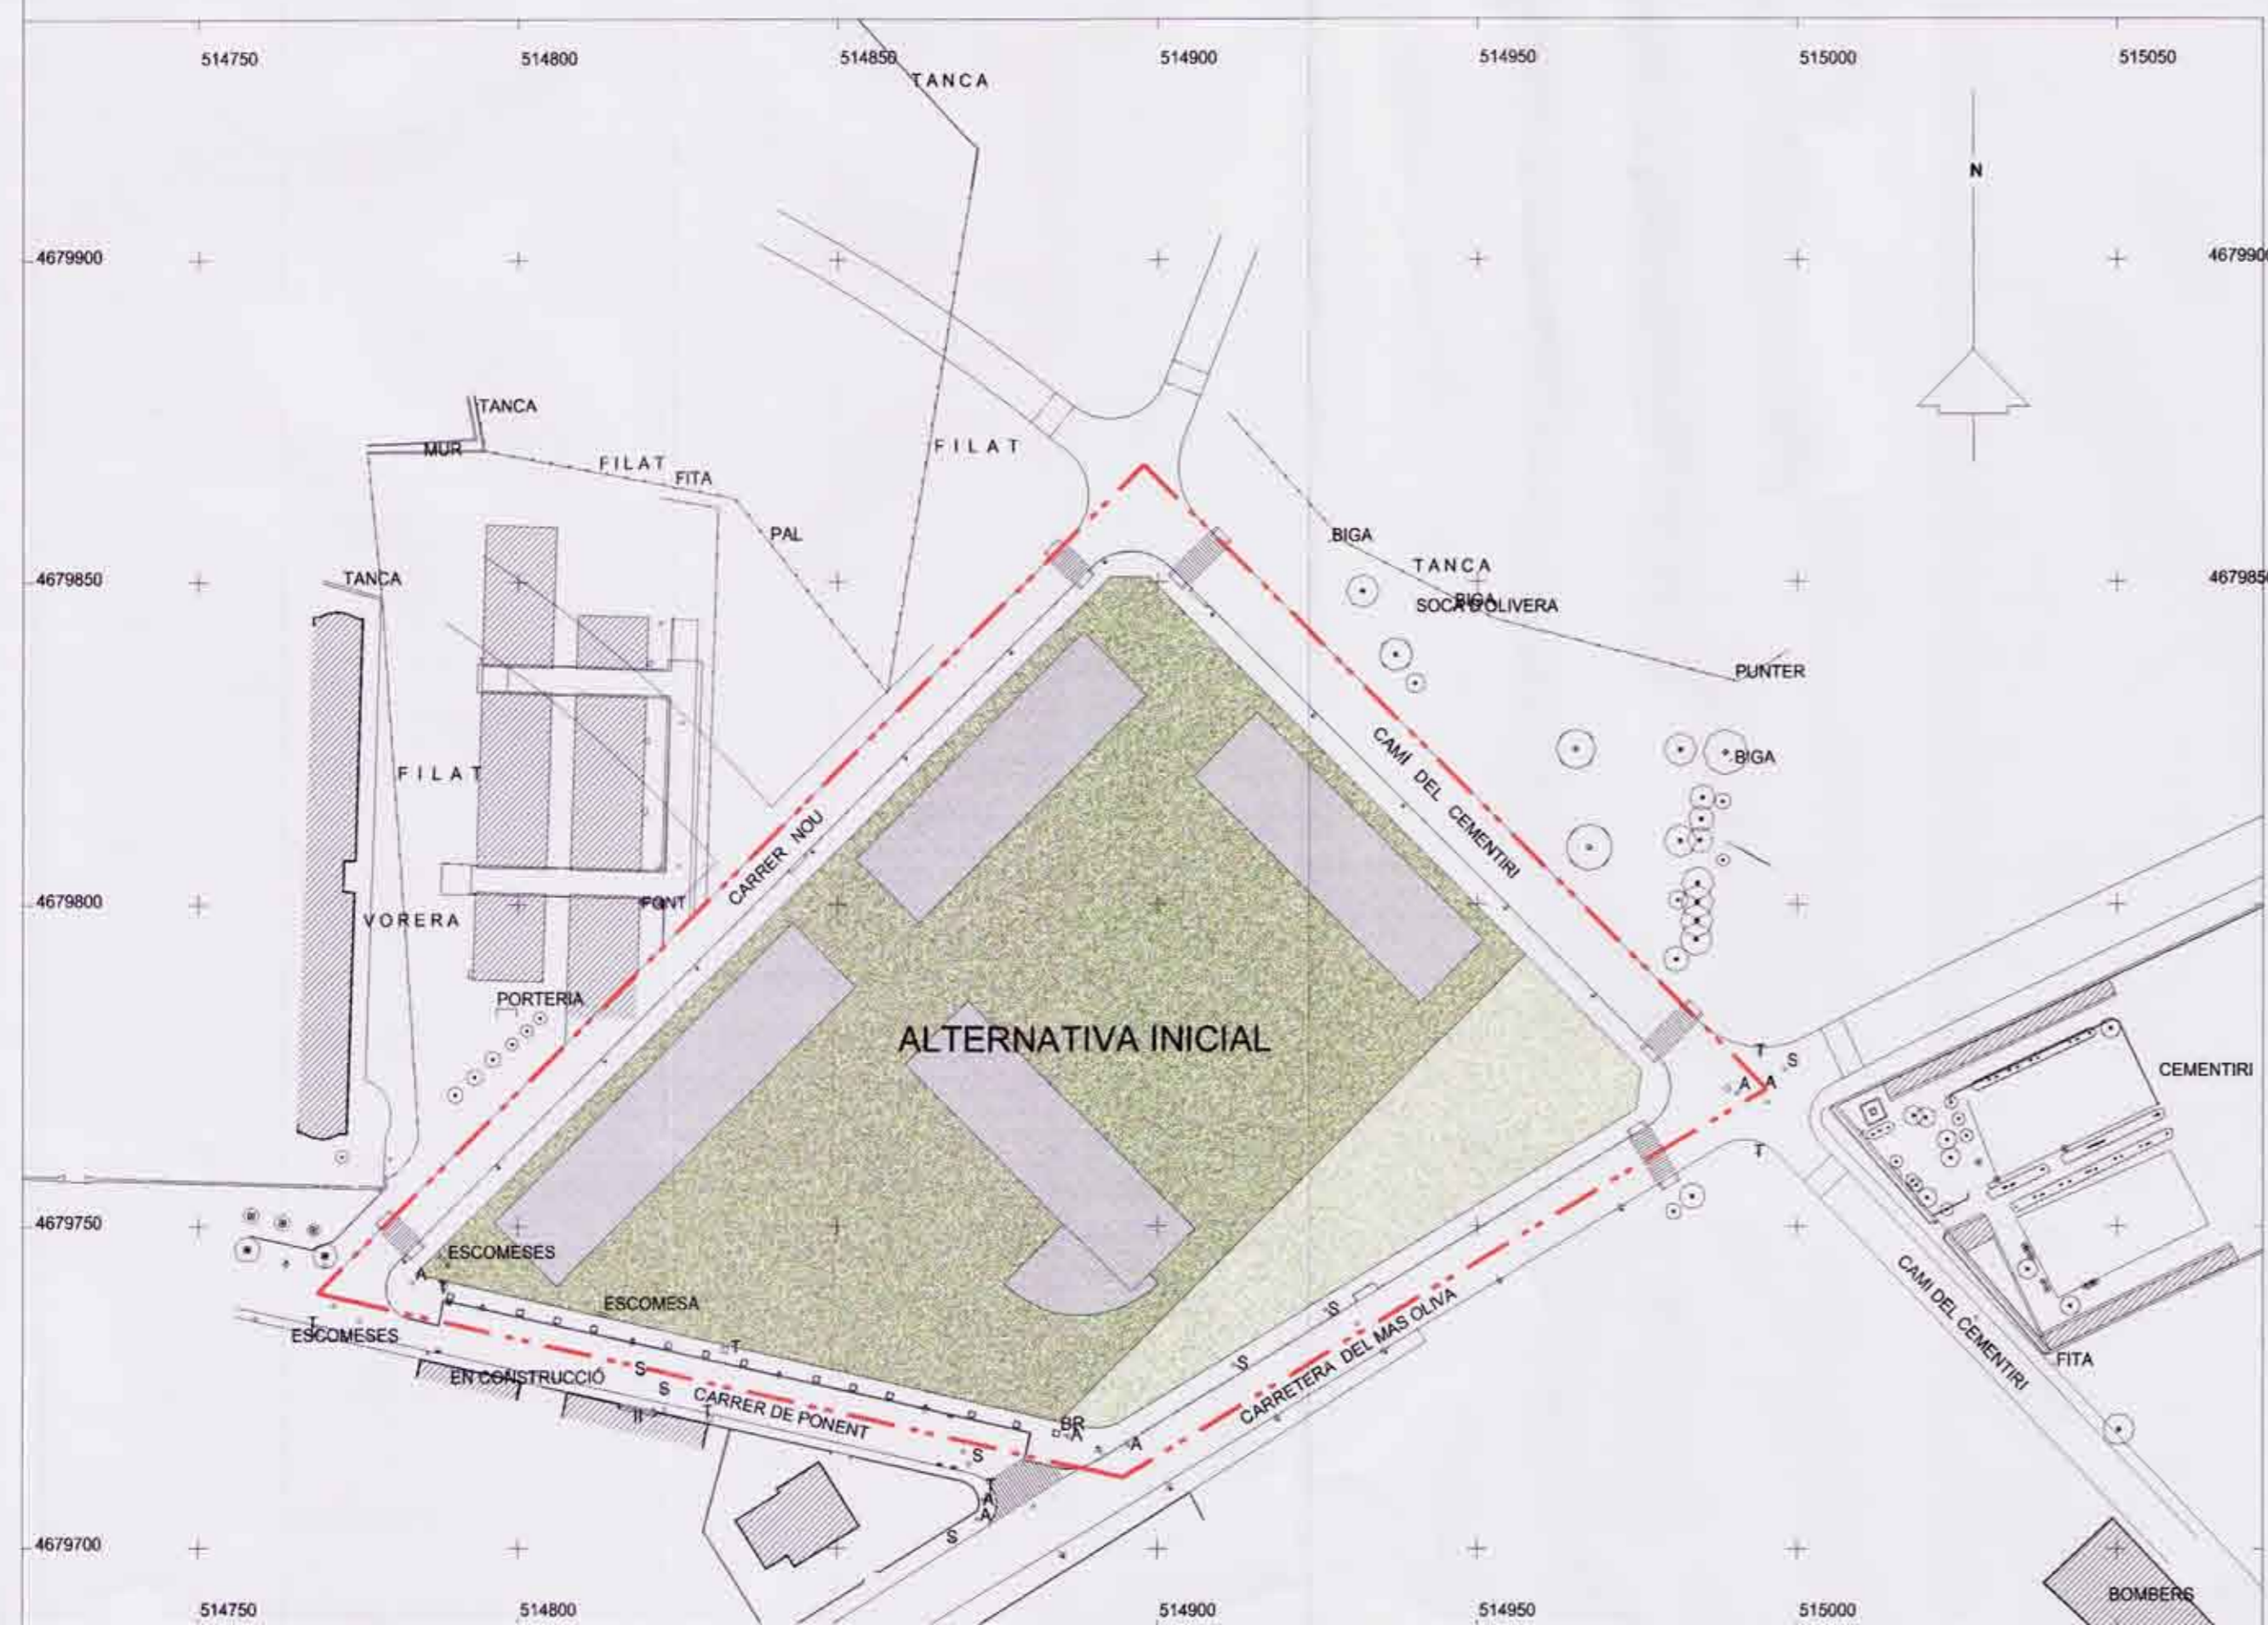 514750 514800 514850 514900 514950 515000 515050
TANCA
N
4679900 4679900
TANCA
MUR
FILAT
FITA
FILAT
PAL
BIGA
TANCA
4679850 TANCA 4679850
SOCA D'OLIVERA
BIGA
PUNTER
BIGA
FILAT
CARRER NOU
CAMÍ DEL CEMENTIRI
4679800
FONT
VORERA
PORTERIA
ALTERNATIVA INICIAL
T
S
A A
CEMENTIRI
T
4679750
ESCOMESES
A
T
ESCOMESA
ESCOMESES
T
T
S
S
S
S
EN CONSTRUCCIÓ
CARRER DE PONENT
II
T
CARRETERA DEL MAS OLIVA
CAMI DEL CEMENTIRI
FITA
BR
A
A
S
T
A
A
S
4679700
BOMBERS
514750 514800 514900 514950 515000